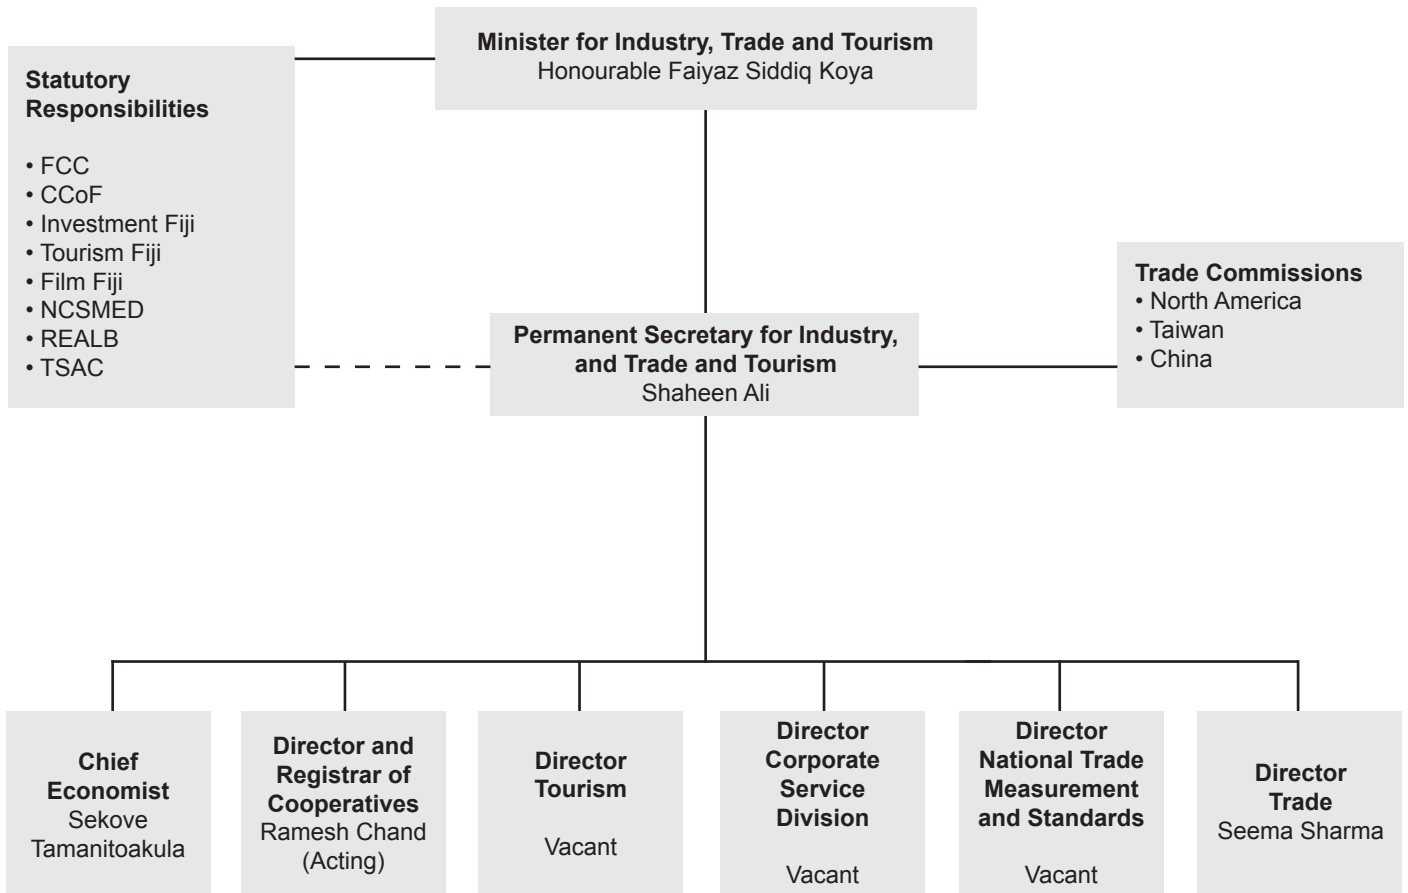 Minister for Industry, Trade and Tourism
Honourable Faiyaz Siddiq Koya
Statutory
Responsibilities
• FCC
• CCoF
• Investment Fiji
• Tourism Fiji
• Film Fiji
• NCSMED
• REALB
• TSAC
Trade Commissions
• North America
• Taiwan
• China
Permanent Secretary for Industry,
and Trade and Tourism
Shaheen Ali
Chief
Economist
Sekove
Tamanitoakula
Director and
Registrar of
Cooperatives
Ramesh Chand
(Acting)
Director
Tourism
Vacant
Director
Corporate
Service
Division
Vacant
Director
National Trade
Measurement
and Standards
Vacant
Director
Trade
Seema Sharma